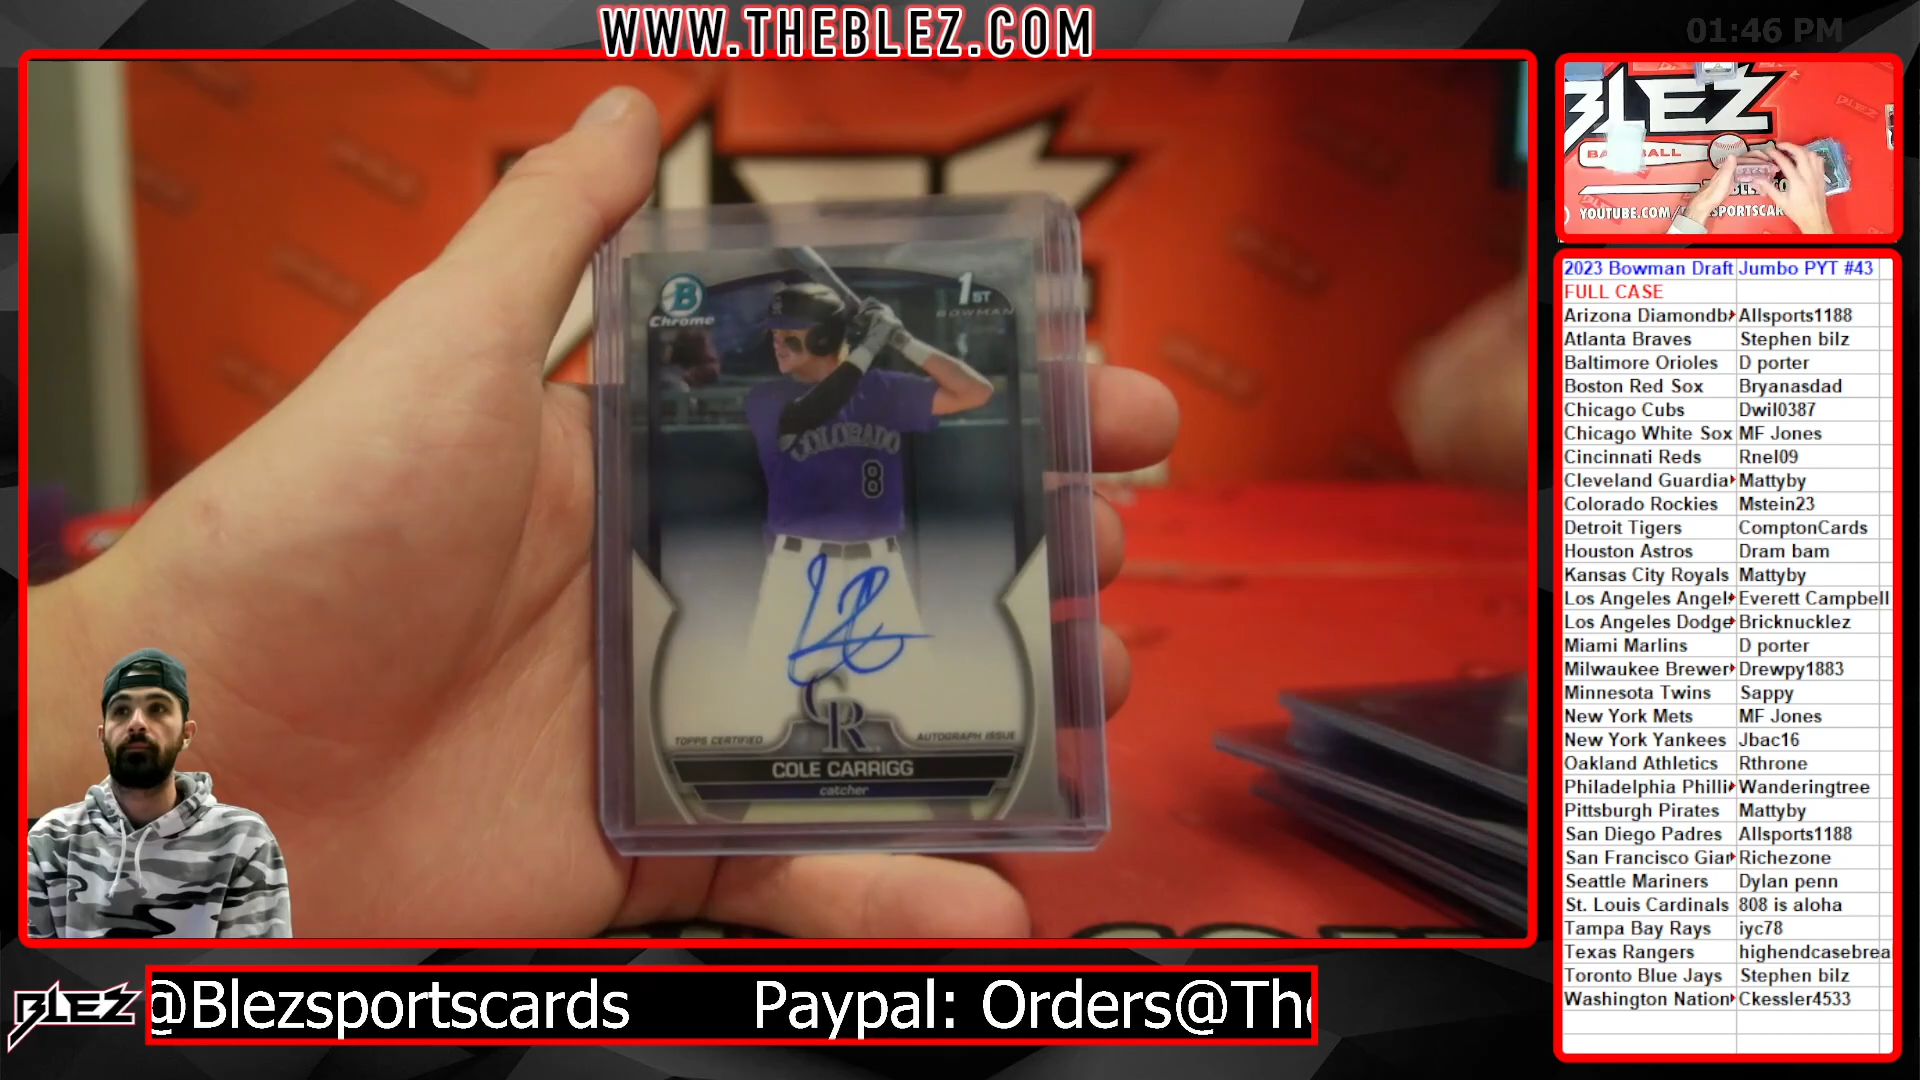 WWW.THEBLEZ.COM
01:46 PM
BLEZ
YOUTUBE.COM/
B
Chrome
1ST
BOWMAN
COLORADO
8
CR
TOPPS CERTIFIED
AUTOGRAPH ISSUE
COLE CARRIGG
catcher
2023 Bowman Draft Jumbo PYT #43
FULL CASE
Arizona Diamondb Allsports1188
Atlanta Braves Stephen bilz
Baltimore Orioles D porter
Boston Red Sox Bryanasdad
Chicago Cubs Dwil0387
Chicago White Sox MF Jones
Cincinnati Reds Rnel09
Cleveland Guardia Mattyby
Colorado Rockies Mstein23
Detroit Tigers ComptonCards
Houston Astros Dram bam
Kansas City Royals Mattyby
Los Angeles Angel Everett Campbell
Los Angeles Dodge Bricknucklez
Miami Marlins D porter
Milwaukee Brewer Drewpy1883
Minnesota Twins Sappy
New York Mets MF Jones
New York Yankees Jbac16
Oakland Athletics Rthrone
Philadelphia Philli Wanderingtree
Pittsburgh Pirates Mattyby
San Diego Padres Allsports1188
San Francisco Gian Richezone
Seattle Mariners Dylan penn
St. Louis Cardinals 808 is aloha
Tampa Bay Rays iyc78
Texas Rangers highendcasebrea
Toronto Blue Jays Stephen bilz
Washington Nation Ckessler4533
BLEZ
@Blezsportscards Paypal: Orders@The